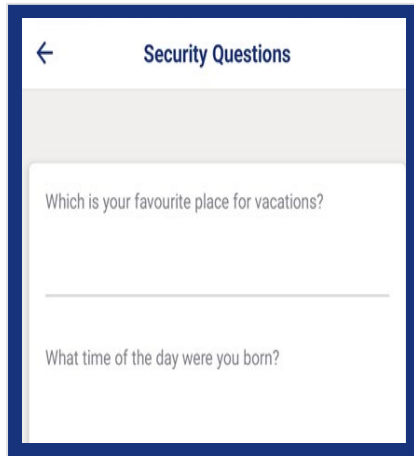 Security Questions
Which is your favourite place for vacations?
What time of the day were you born?